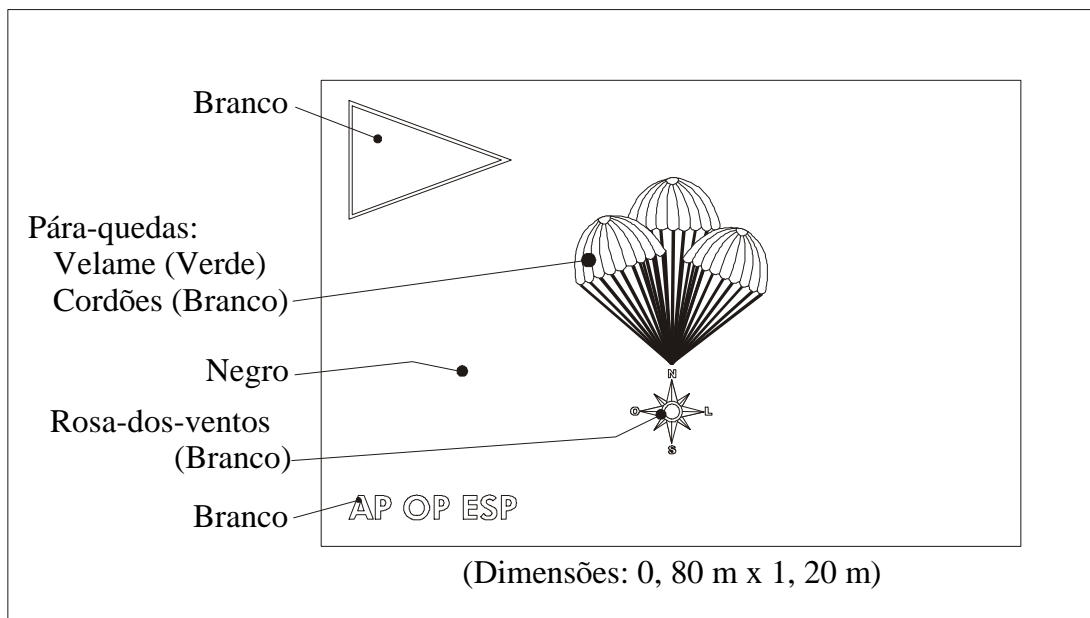 Branco
Pára-quedas:
Velame (Verde)
Cordões (Branco)
Negro
N
O
L
S
Rosa-dos-ventos
(Branco)
Branco
AP OP ESP
(Dimensões: 0, 80 m x 1, 20 m)